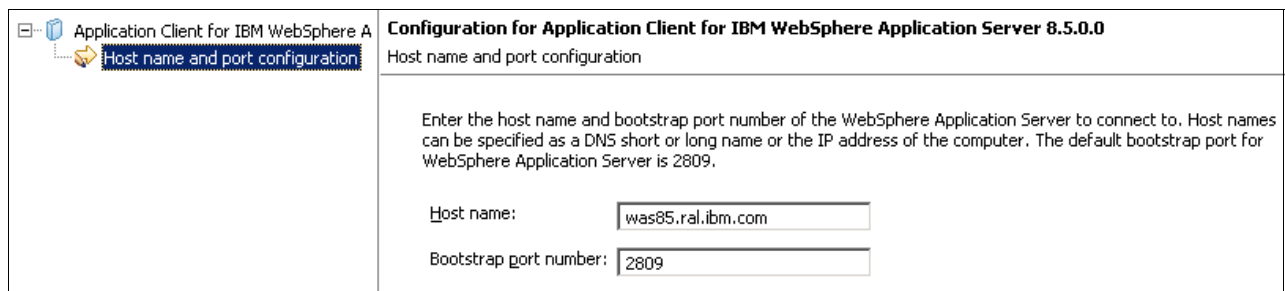 Application Client for IBM WebSphere A
Host name and port configuration
Configuration for Application Client for IBM WebSphere Application Server 8.5.0.0
Host name and port configuration
Enter the host name and bootstrap port number of the WebSphere Application Server to connect to. Host names
can be specified as a DNS short or long name or the IP address of the computer. The default bootstrap port for
WebSphere Application Server is 2809.
Host name: was85.ral.ibm.com
Bootstrap port number: 2809